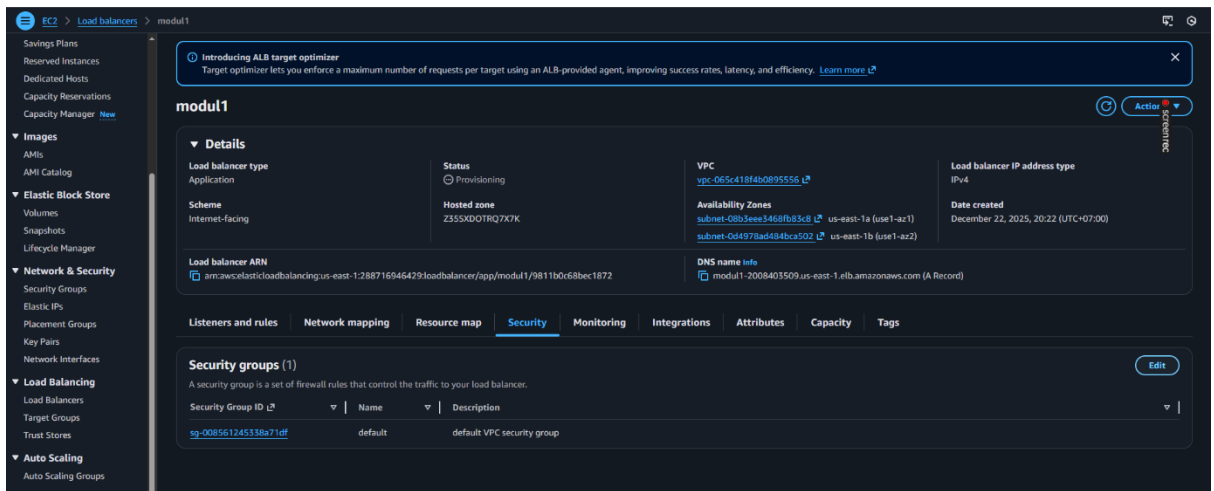 EC2 > Load balancers > modul1
Savings Plans
Reserved Instances
Dedicated Hosts
Capacity Reservations
Capacity Manager New
Images
AMIs
AMI Catalog
Elastic Block Store
Volumes
Snapshots
Lifecycle Manager
Network & Security
Security Groups
Elastic IPs
Placement Groups
Key Pairs
Network Interfaces
Load Balancing
Load Balancers
Target Groups
Trust Stores
Auto Scaling
Auto Scaling Groups
Introducing ALB target optimizer
Target optimizer lets you enforce a maximum number of requests per target using an ALB-provided agent, improving success rates, latency, and efficiency. Learn more
modul1
Action
screenrec
Details
Load balancer type
Application
Status
Provisioning
VPC
vpc-065c418f4b0895556
Load balancer IP address type
IPv4
Scheme
Internet-facing
Hosted zone
Z35SXDOTRQ7X7K
Availability Zones
subnet-08b3eee3468fb83c8 us-east-1a (use1-az1)
subnet-0d4978ad484bca502 us-east-1b (use1-az2)
Date created
December 22, 2025, 20:22 (UTC+07:00)
Load balancer ARN
arn:aws:elasticloadbalancing:us-east-1:288716946429:loadbalancer/app/modul1/9811b0c68bec1872
DNS name Info
modul1-2008403509.us-east-1.elb.amazonaws.com (A Record)
Listeners and rules Network mapping Resource map Security Monitoring Integrations Attributes Capacity Tags
Security groups (1)
Edit
A security group is a set of firewall rules that control the traffic to your load balancer.
Security Group ID Name Description
sg-008561245338a71df default default VPC security group